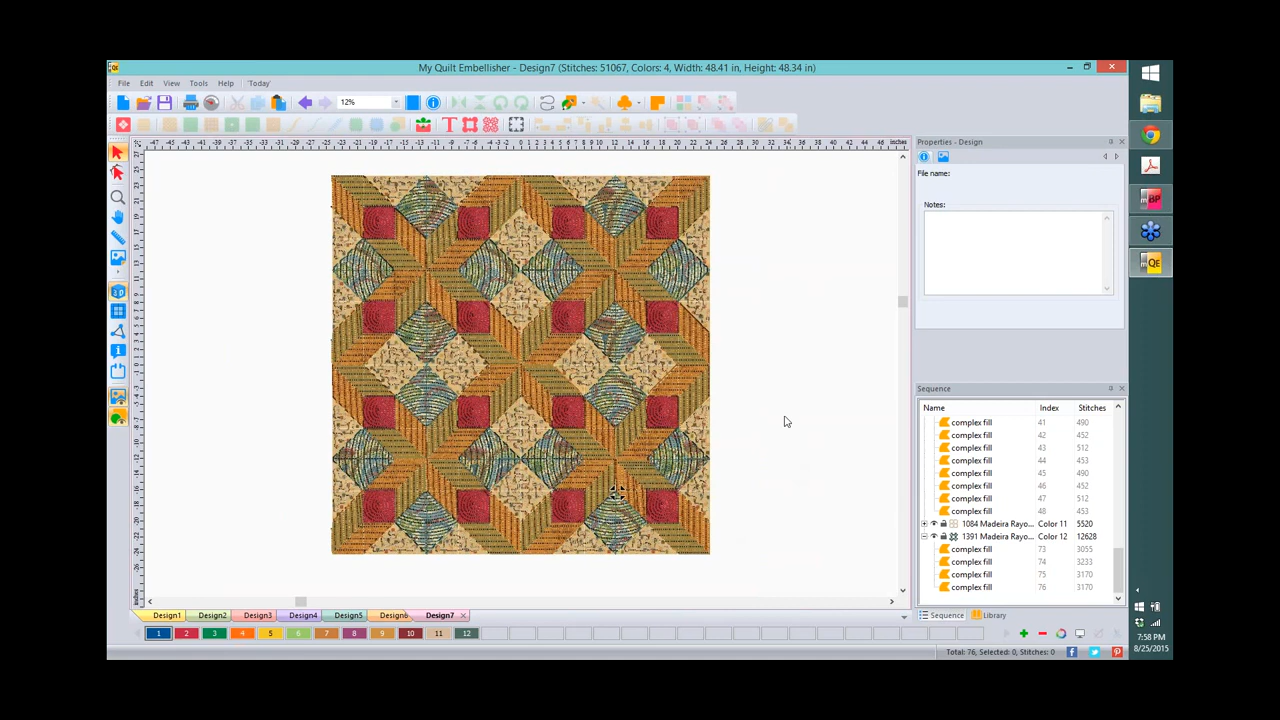 My Quilt Embellisher - Design7 (Stitches: 51067, Colors: 4, Width: 48.41 in, Height: 48.34 in)
File Edit View Tools Help 'Today'
12%
inches
Properties - Design
File name:
Notes:
Sequence
Name Index Stitches
complex fill 41 490
complex fill 42 452
complex fill 43 512
complex fill 44 453
complex fill 45 490
complex fill 46 452
complex fill 47 512
complex fill 48 453
1084 Madeira Rayo... Color 11 5520
1391 Madeira Rayo... Color 12 12628
complex fill 73 3055
complex fill 74 3233
complex fill 75 3170
complex fill 76 3170
Design1 Design2 Design3 Design4 Design5 Design6 Design7
Sequence Library
1 2 3 4 5 6 7 8 9 10 11 12
Total: 76, Selected: 0, Stitches: 0
7:58 PM
8/25/2015